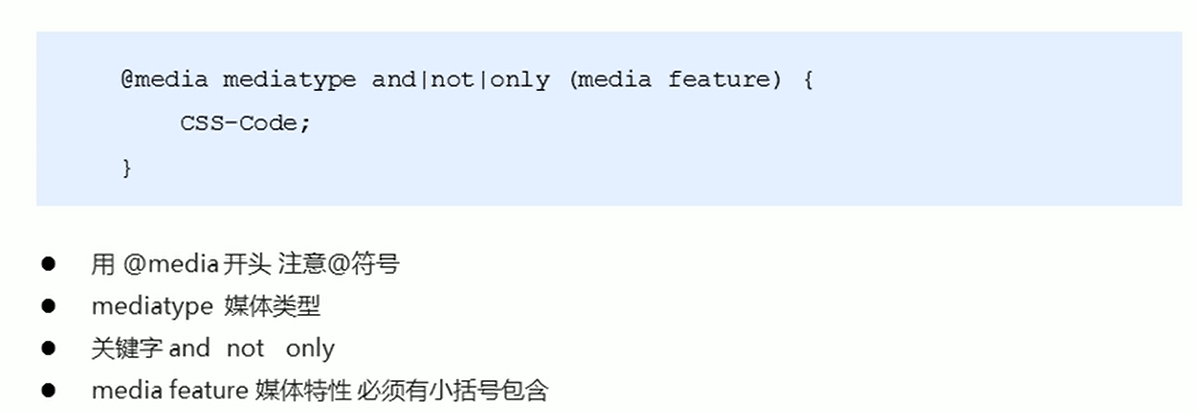 @media mediatype and|not|only (media feature) {
CSS-Code;
}
用 @media 开头 注意@符号
mediatype 媒体类型
关键字 and not only
media feature 媒体特性 必须有小括号包含